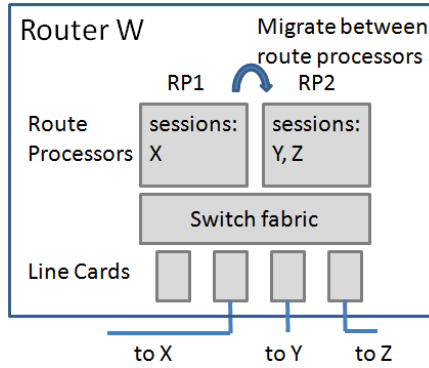 Router W
Migrate between
route processors
RP1
RP2
Route
Processors
sessions:
X
sessions:
Y, Z
Switch fabric
Line Cards
to X
to Y
to Z